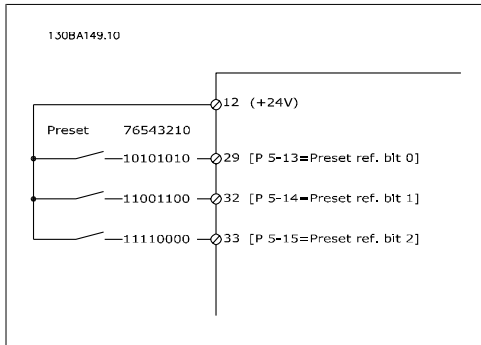 130BA149.10
12 (+24V)
Preset 76543210
10101010 29 [P 5-13=Preset ref. bit 0]
11001100 32 [P 5-14=Preset ref. bit 1]
11110000 33 [P 5-15=Preset ref. bit 2]